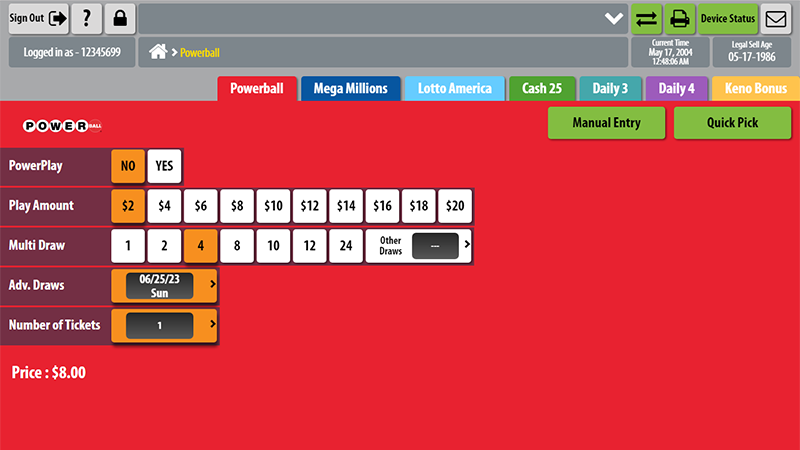 Sign Out
?
Device Status
Logged in as - 12345699
Powerball
Current Time
May 17, 2004
12:48:06 AM
Legal Sell Age
05-17-1986
Powerball
Mega Millions
Lotto America
Cash 25
Daily 3
Daily 4
Keno Bonus
POWERBALL
Manual Entry
Quick Pick
PowerPlay
NO
YES
Play Amount
$2
$4
$6
$8
$10
$12
$14
$16
$18
$20
Multi Draw
1
2
4
8
10
12
24
Other
Draws
---
Adv. Draws
06/25/23
Sun
Number of Tickets
1
Price : $8.00